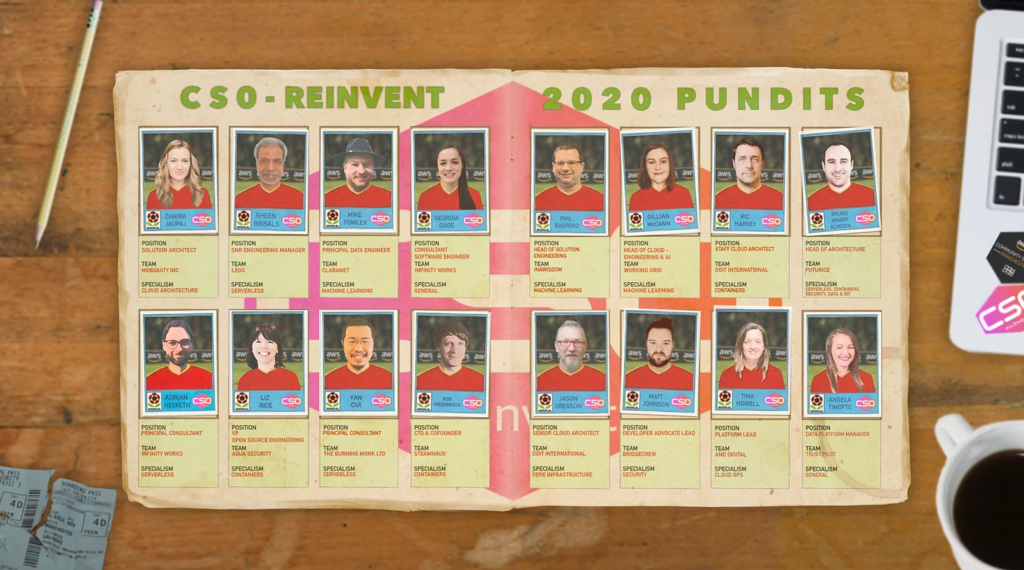 CSO-REINVENT
2020 PUNDITS
ZAMIRA
JAUPAJ
CSO
POSITION
SOLUTION ARCHITECT
TEAM
MOBIQUITY INC
SPECIALISM
CLOUD ARCHITECTURE
SHEEN
BRISALS
CSO
POSITION
SNR ENGINEERING MANAGER
TEAM
LEGO
SPECIALISM
SERVERLESS
MIKE
FOWLER
CSO
POSITION
PRINCIPAL DATA ENGINEER
TEAM
CLARANET
SPECIALISM
MACHINE LEARNING
GEORGIA
GAGE
CSO
POSITION
CONSULTANT
SOFTWARE ENGINEER
TEAM
INFINITY WORKS
SPECIALISM
GENERAL
PHIL
BASFORD
CSO
POSITION
HEAD OF SOLUTION
ENGINEERING
TEAM
INAWISDOM
SPECIALISM
MACHINE LEARNING
GILLIAN
McCANN
CSO
POSITION
HEAD OF CLOUD -
ENGINEERING & AI
TEAM
WORKING GRID
SPECIALISM
MACHINE LEARNING
RIC
HARVEY
CSO
POSITION
STAFF CLOUD ARCHITECT
TEAM
DOIT INTERNATIONAL
SPECIALISM
CONTAINERS
BRUNO
AMARO
ALMEIDA
CSO
POSITION
HEAD OF ARCHITECTURE
TEAM
FUTURICE
SPECIALISM
SERVERLESS, CONTAINERS,
SECURITY, DATA & IOT
ADRIAN
HESKETH
CSO
POSITION
PRINCIPAL CONSULTANT
TEAM
INFINITY WORKS
SPECIALISM
SERVERLESS
LIZ
RICE
CSO
POSITION
VP
OPEN SOURCE ENGINEERING
TEAM
AQUA SECURITY
SPECIALISM
CONTAINERS
YAN
CUI
CSO
POSITION
PRINCIPAL CONSULTANT
TEAM
THE BURNING MONK LTD
SPECIALISM
SERVERLESS
ROB
GREENWOOD
CSO
POSITION
CTO & COFOUNDER
TEAM
STEAMHAUS
SPECIALISM
CONTAINERS
JASON
GREGSON
CSO
POSITION
SENIOR CLOUD ARCHITECT
TEAM
DOIT INTERNATIONAL
SPECIALISM
CORE INFRASTRUCTURE
MATT
JOHNSON
CSO
POSITION
DEVELOPER ADVOCATE LEAD
TEAM
BRIDGECREW
SPECIALISM
SECURITY
TINA
HOWELL
CSO
POSITION
PLATFORM LEAD
TEAM
AND DIGITAL
SPECIALISM
CLOUD OPS
ANGELA
TIMOFTE
CSO
POSITION
DATA PLATFORM MANAGER
TEAM
TRUST PILOT
SPECIALISM
GENERAL
BOARDING PASS
4D
4D